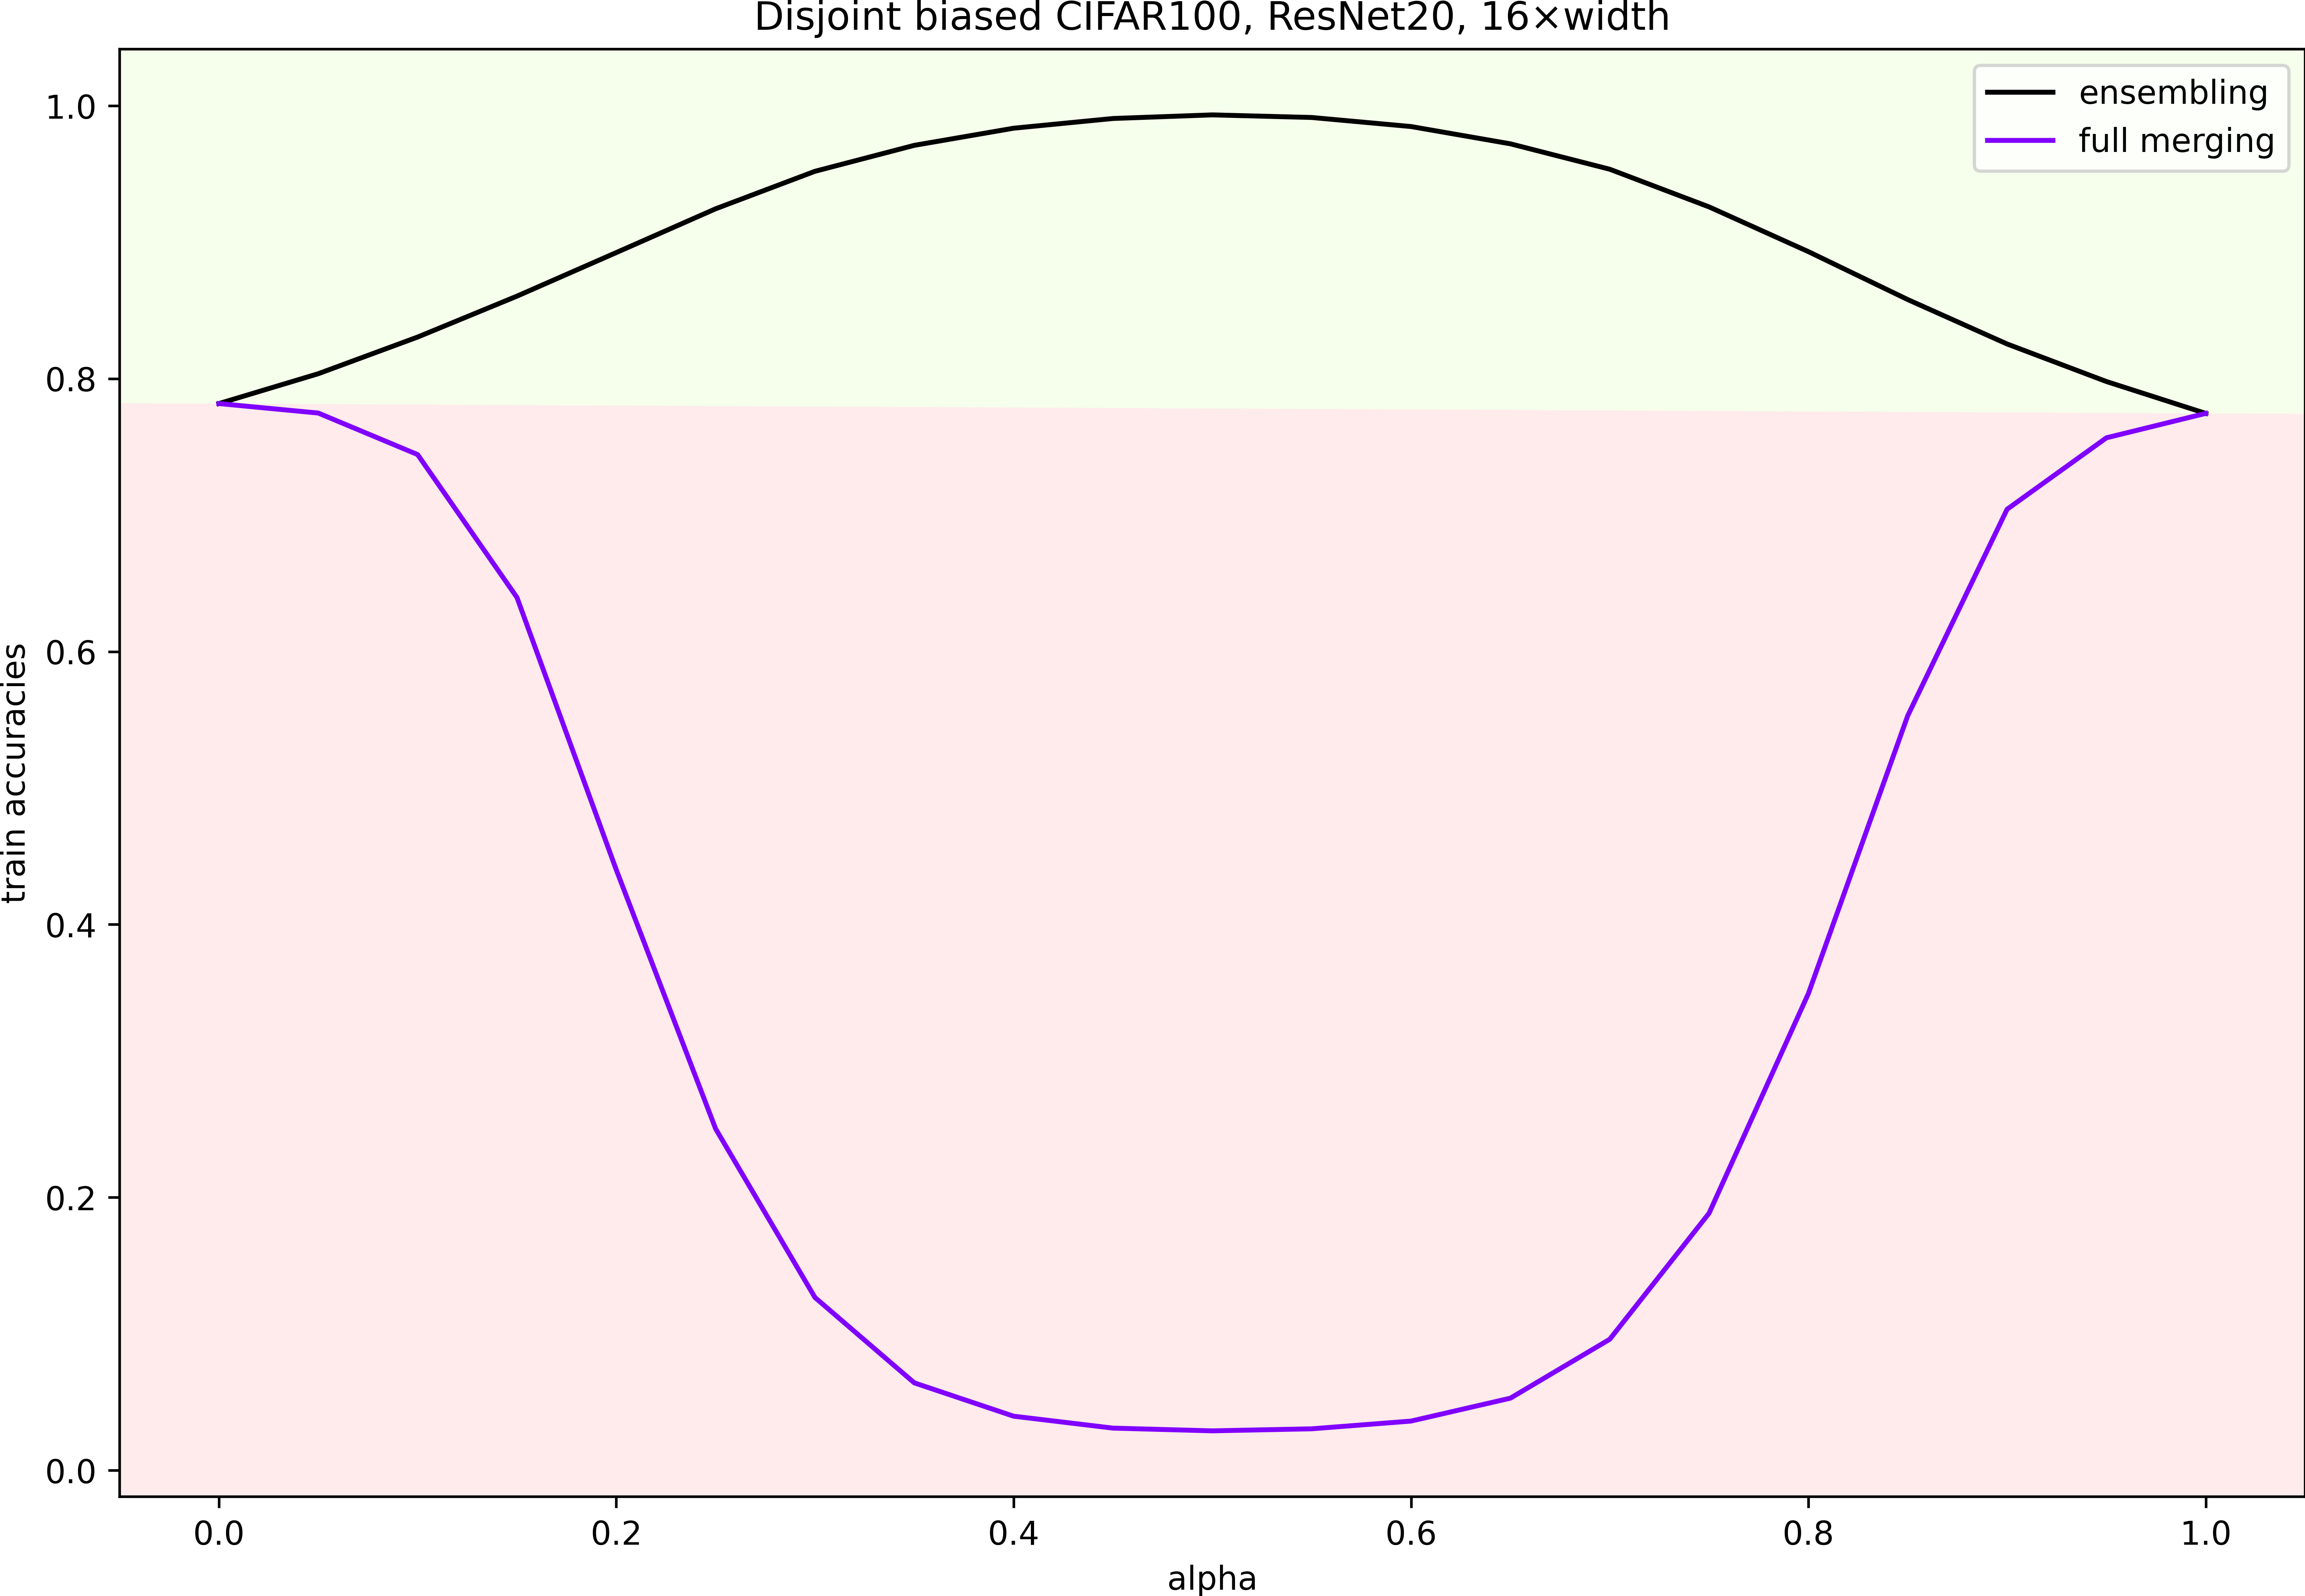 Disjoint biased CIFAR100, ResNet20, 16×width
ensembling
full merging
train accuracies
1.0
0.8
0.6
0.4
0.2
0.0
0.0 0.2 0.4 0.6 0.8 1.0
alpha